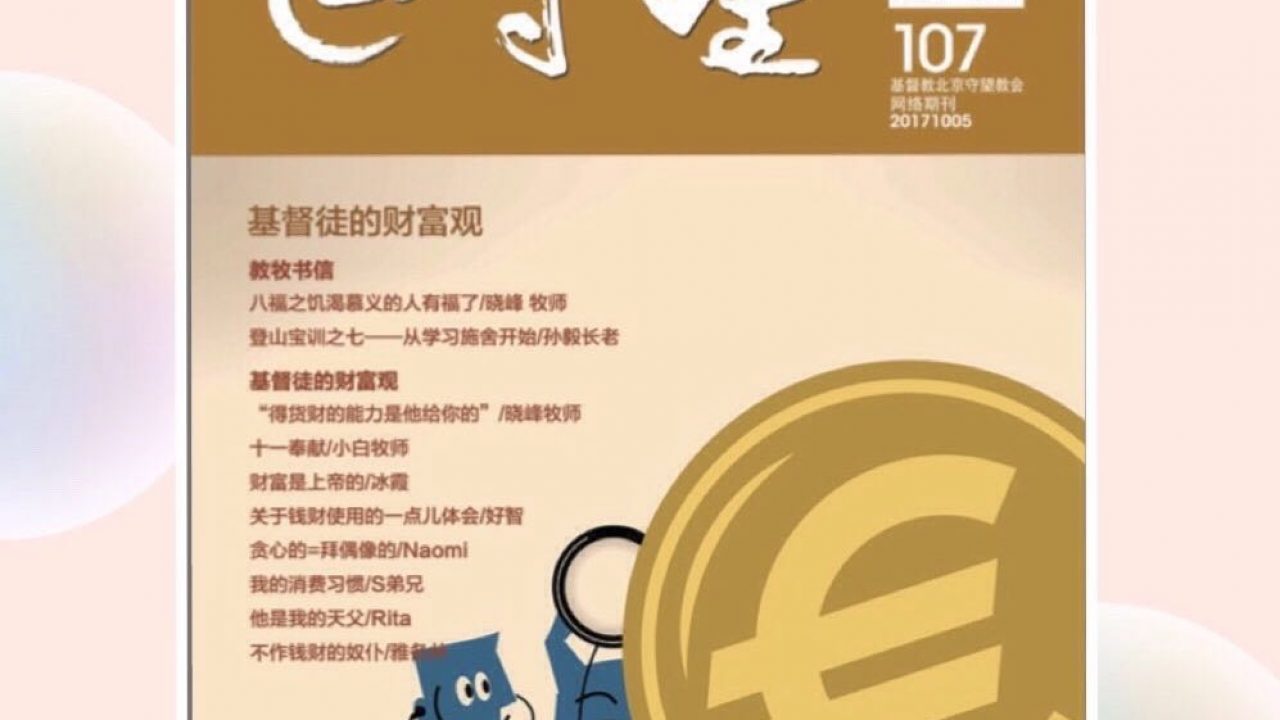 守望
107
基督教北京守望教会
网络期刊
20171005
基督徒的财富观
教牧书信
八福之饥渴慕义的人有福了/晓峰 牧师
登山宝训之七——从学习施舍开始/孙毅长老
基督徒的财富观
“得货财的能力是他给你的”/晓峰牧师
十一奉献/小白牧师
财富是上帝的/冰霞
关于钱财使用的一点儿体会/好智
贪心的=拜偶像的/Naomi
我的消费习惯/S弟兄
他是我的天父/Rita
不作钱财的奴仆/雅各
€